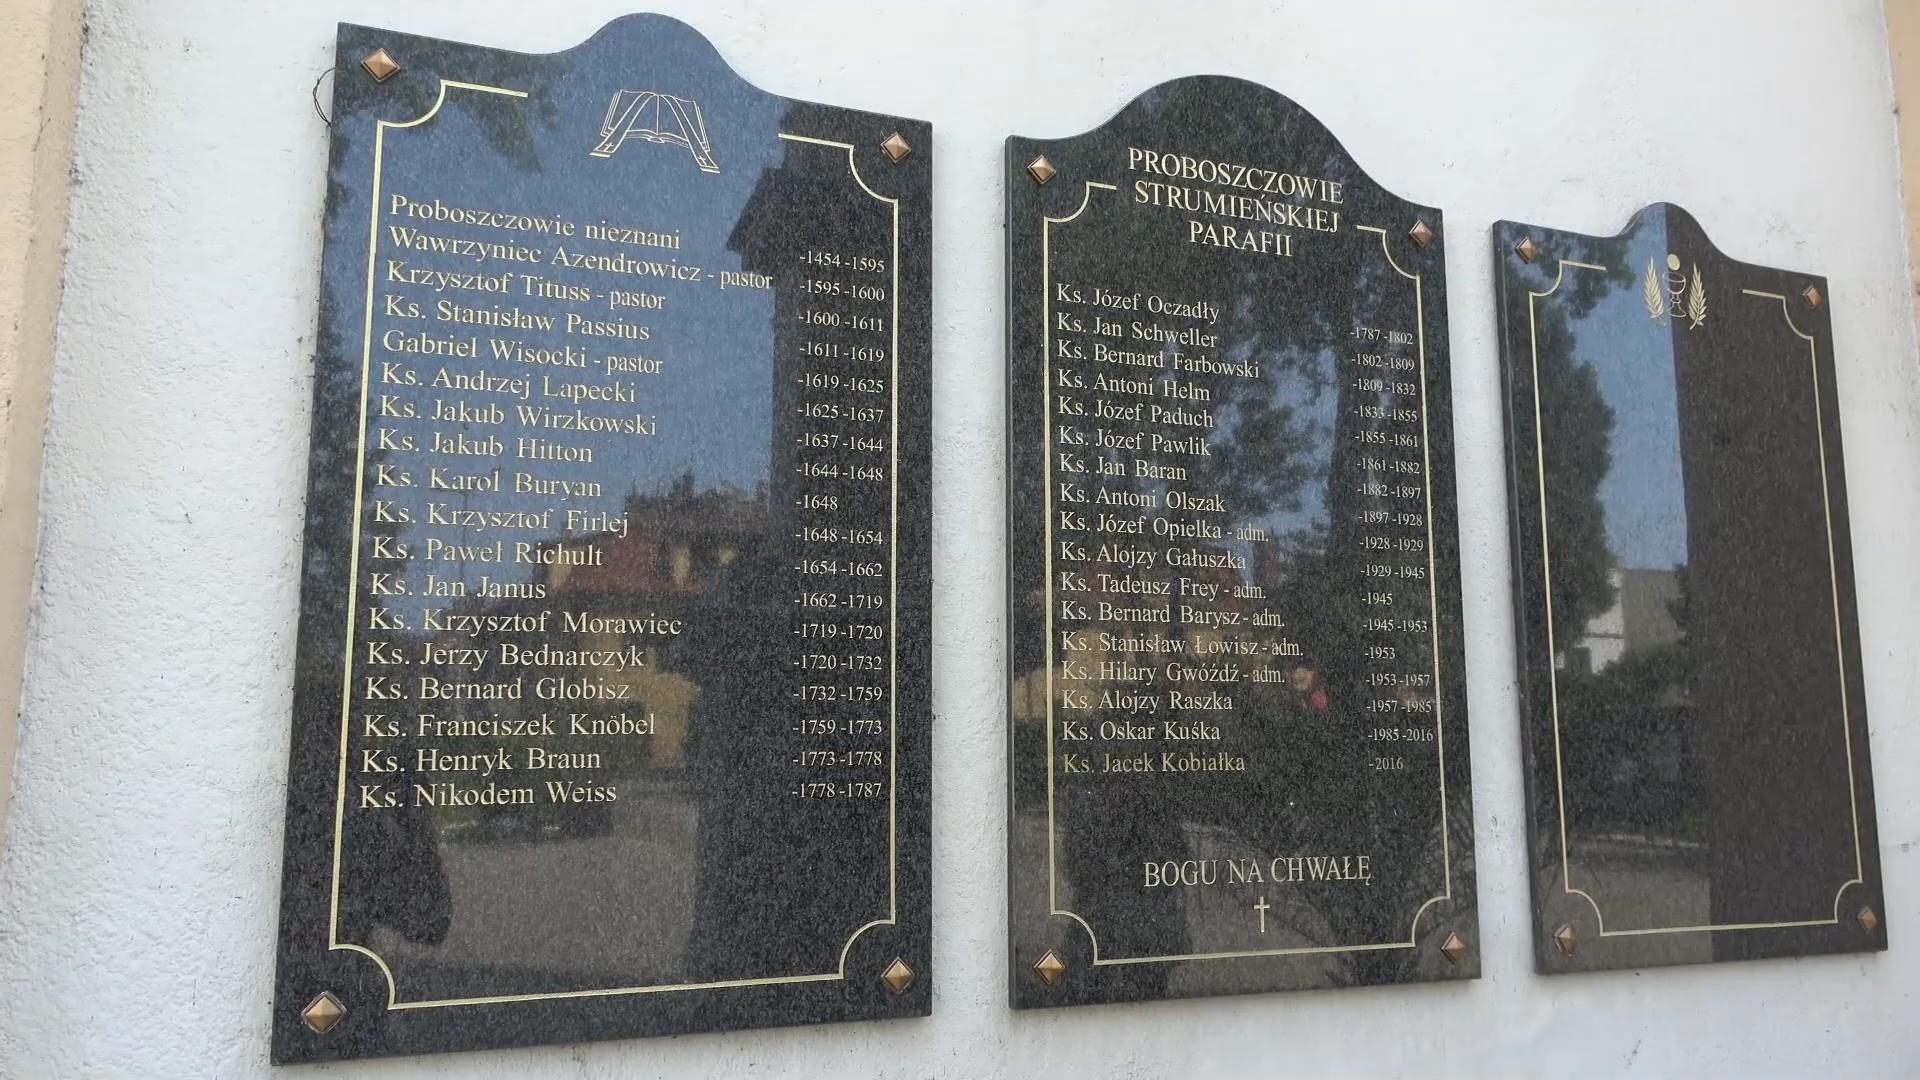 Proboszczowie nieznani -1454 -1595
Wawrzyniec Azendrowicz - pastor -1595 -1600
Krzysztof Tituss - pastor -1600 -1611
Ks. Stanisław Passius -1611 -1619
Gabriel Wisocki - pastor -1619 -1625
Ks. Andrzej Lapecki -1625 -1637
Ks. Jakub Wirzkowski -1637 -1644
Ks. Jakub Hitton -1644 -1648
Ks. Karol Buryan -1648
Ks. Krzysztof Firlej -1648 -1654
Ks. Paweł Richult -1654 -1662
Ks. Jan Janus -1662 -1719
Ks. Krzysztof Morawiec -1719 -1720
Ks. Jerzy Bednarczyk -1720 -1732
Ks. Bernard Globisz -1732 -1759
Ks. Franciszek Knöbel -1759 -1773
Ks. Henryk Braun -1773 -1778
Ks. Nikodem Weiss -1778 -1787
PROBOSZCZOWIE
STRUMIEŃSKIEJ
PARAFII
Ks. Józef Oczadły -1787 -1802
Ks. Jan Schweller -1802 -1809
Ks. Bernard Farbowski -1809 -1832
Ks. Antoni Helm -1833 -1855
Ks. Józef Paduch -1855 -1861
Ks. Józef Pawlik -1861 -1882
Ks. Jan Baran -1882 -1897
Ks. Antoni Olszak -1897 -1928
Ks. Józef Opielka - adm. -1928 -1929
Ks. Alojzy Gałuszka -1929 -1945
Ks. Tadeusz Frey - adm. -1945
Ks. Bernard Barysz - adm. -1945 -1953
Ks. Stanisław Łowisz - adm. -1953
Ks. Hilary Gwóźdź - adm. -1953 -1957
Ks. Alojzy Raszka -1957 -1985
Ks. Oskar Kuśka -1985 -2016
Ks. Jacek Kobiałka -2016
BOGU NA CHWAŁĘ